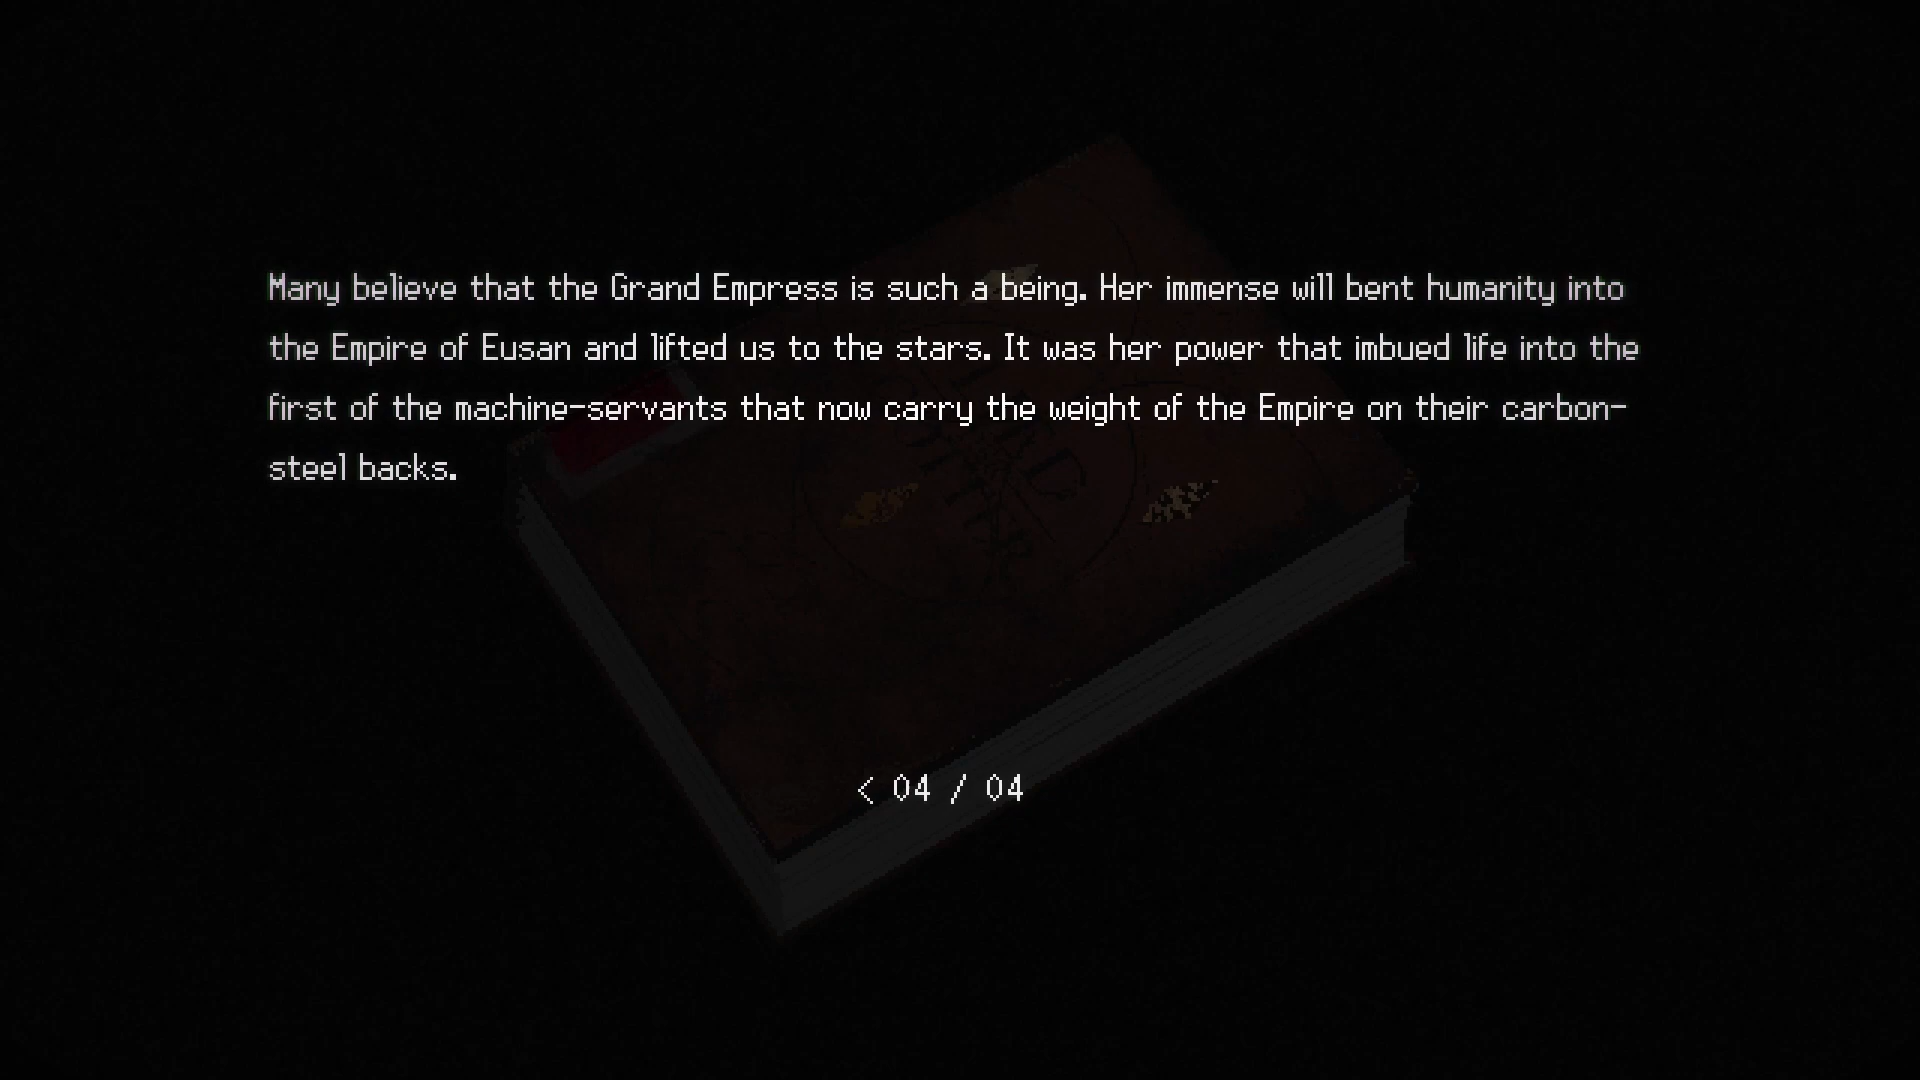 Many believe that the Grand Empress is such a being. Her immense will bent humanity into
the Empire of Eusan and lifted us to the stars. It was her power that imbued life into the
first of the machine-servants that now carry the weight of the Empire on their carbon-
steel backs.
< 04 / 04